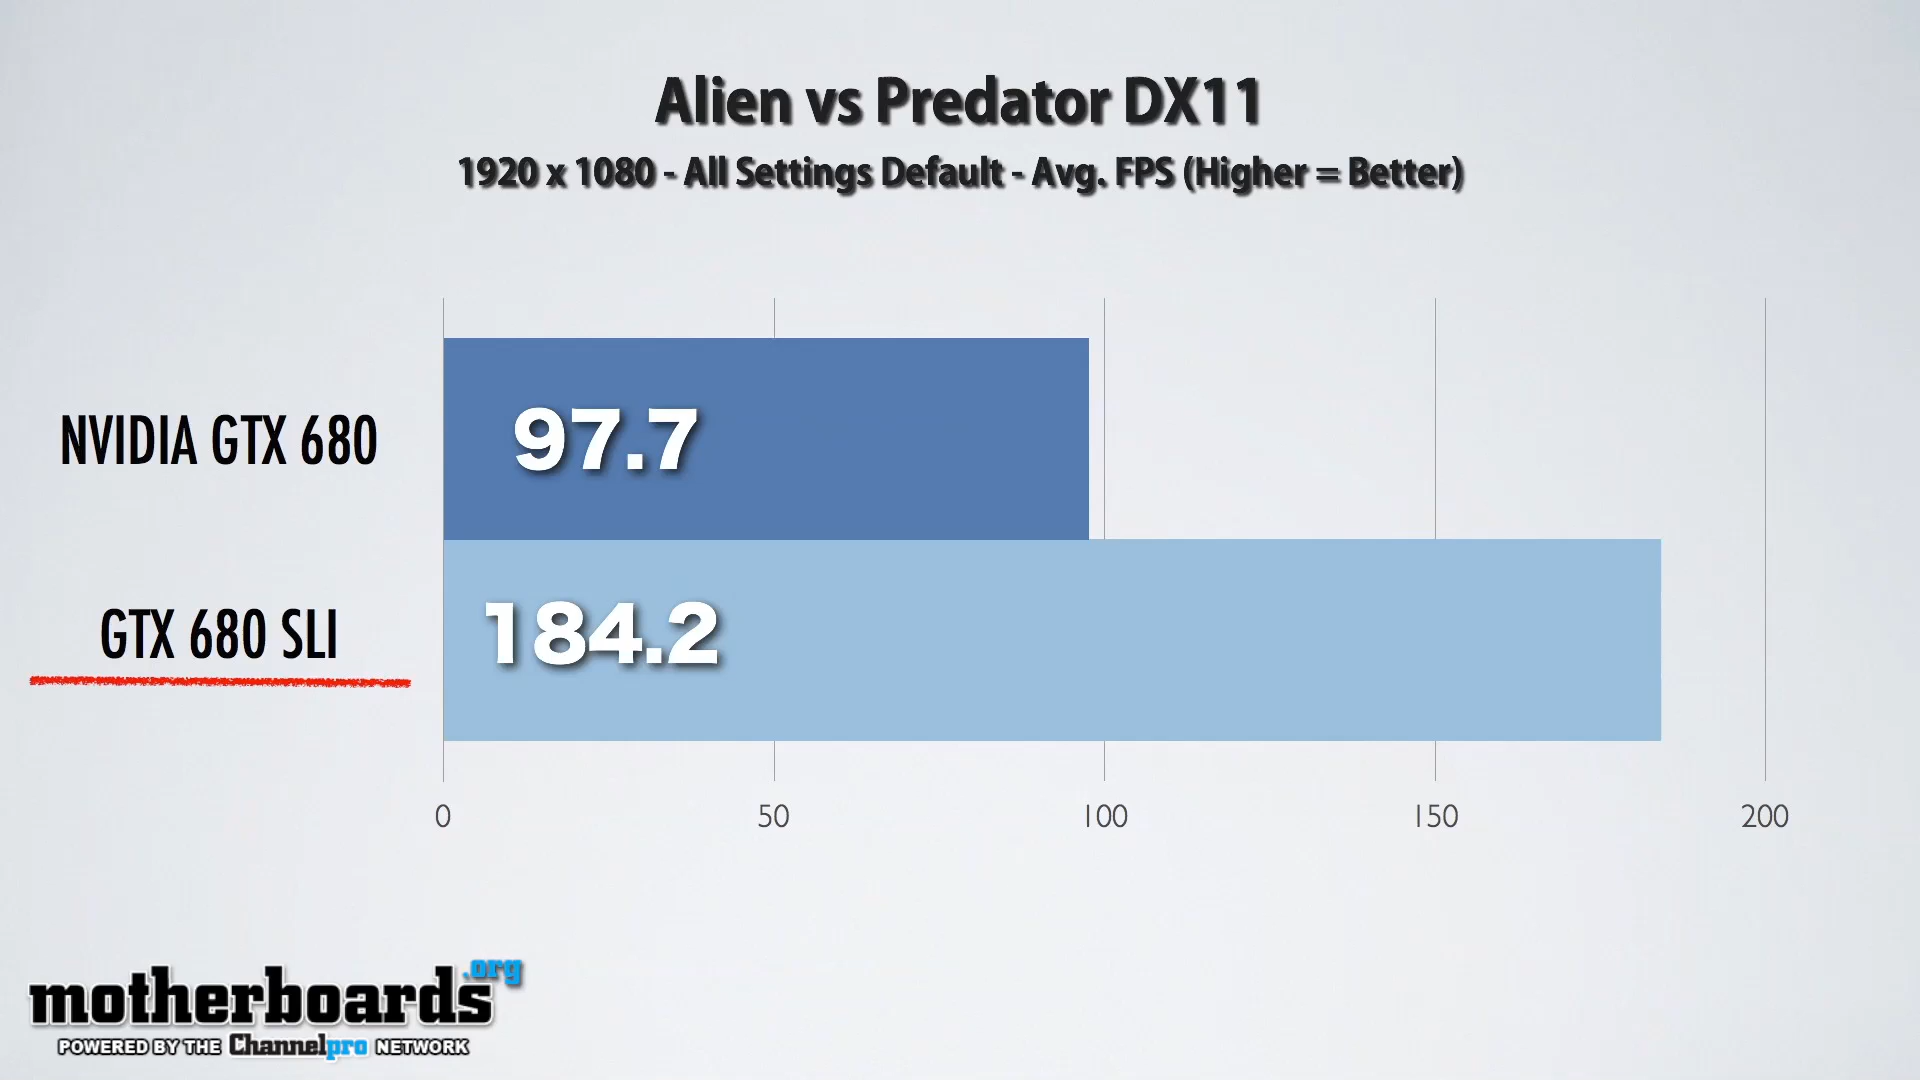 Alien vs Predator DX11
1920 x 1080 - All Settings Default - Avg. FPS (Higher = Better)
NVIDIA GTX 680
97.7
GTX 680 SLI
184.2
0 50 100 150 200
motherboards.org
POWERED BY THE Channelpro NETWORK